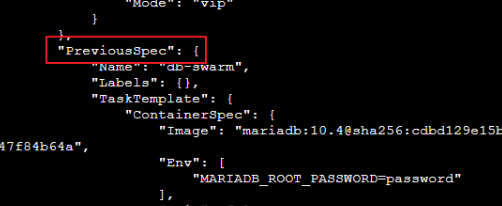 "Mode": "vip"
}
},
"PreviousSpec": {
"Name": "db-swarm",
"Labels": {},
"TaskTemplate": {
"ContainerSpec": {
"Image": "mariadb:10.4@sha256:cdbd129e15b
47f84b64a",
"Env": [
"MARIADB_ROOT_PASSWORD=password"
],